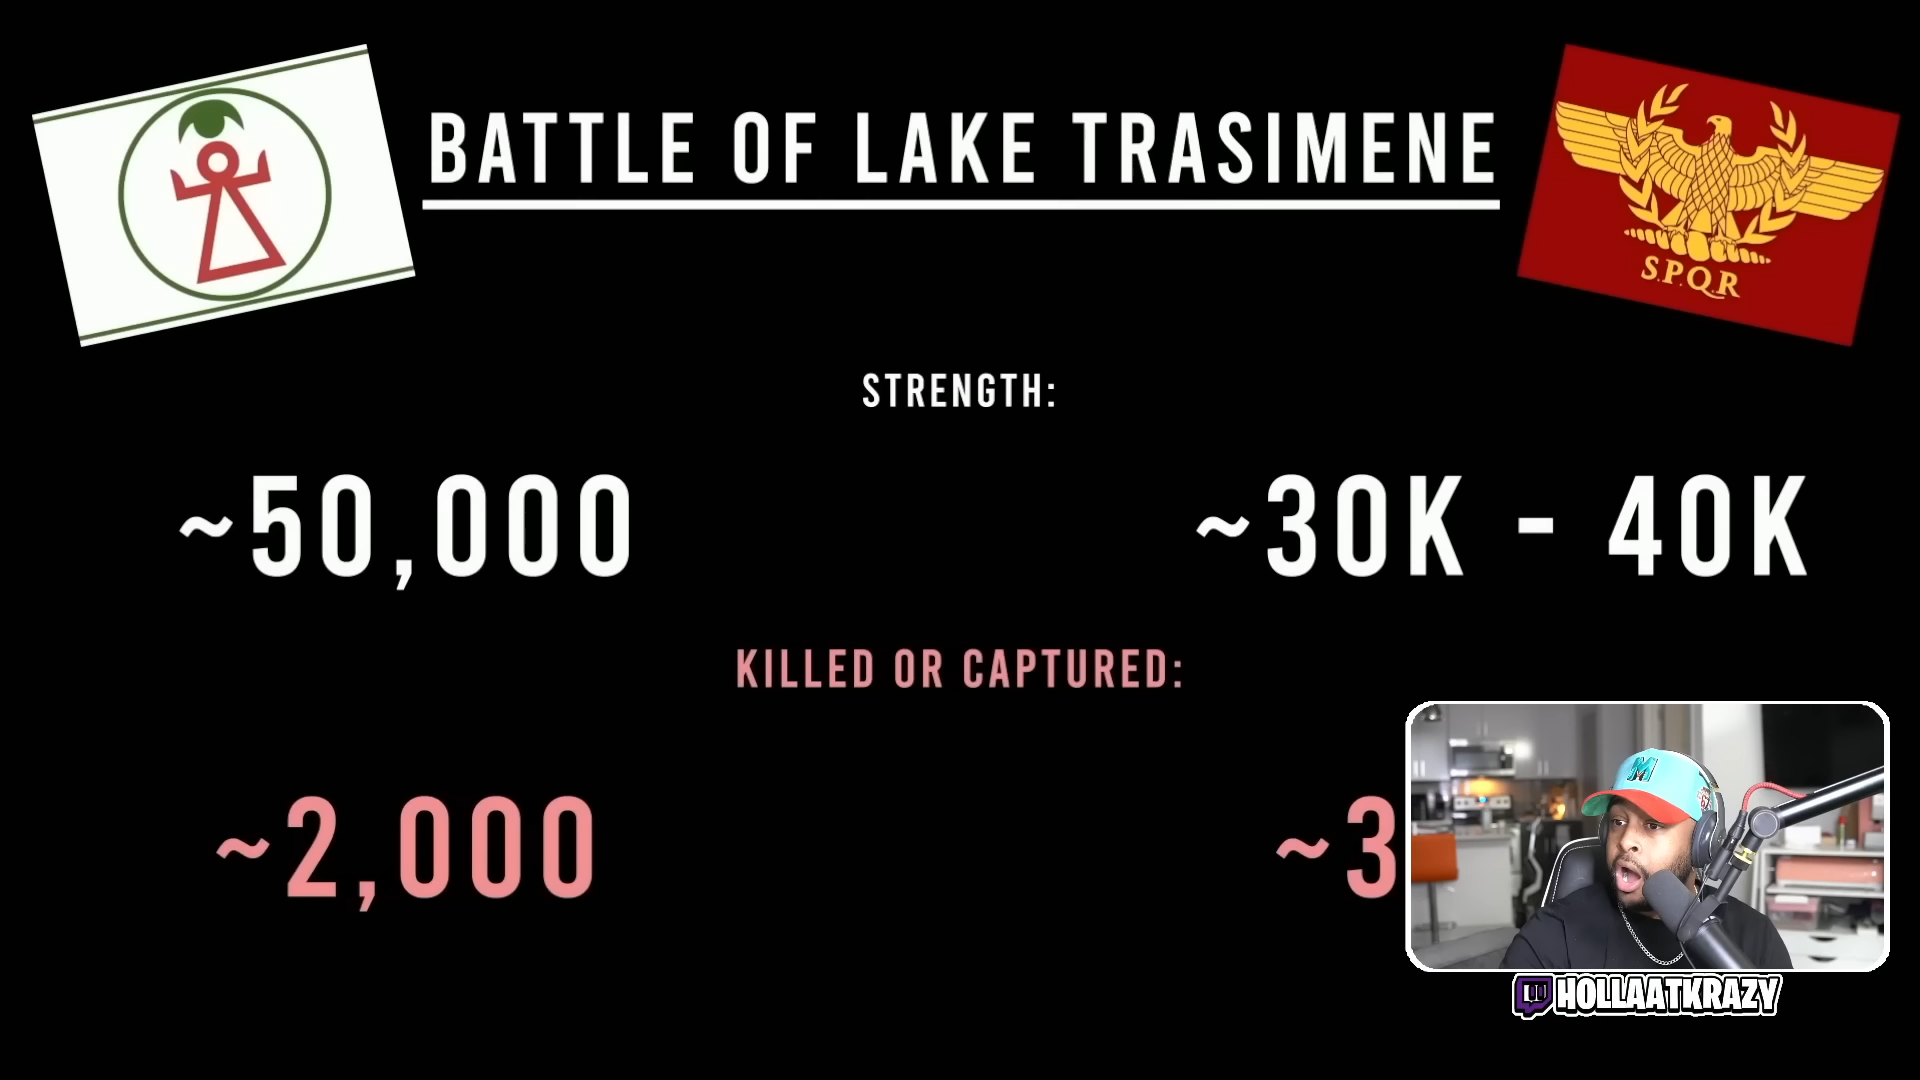 BATTLE OF LAKE TRASIMENE
S.P.Q.R
STRENGTH:
~50,000
~30K - 40K
KILLED OR CAPTURED:
~2,000
~3
M
HOLLAATKRAZY